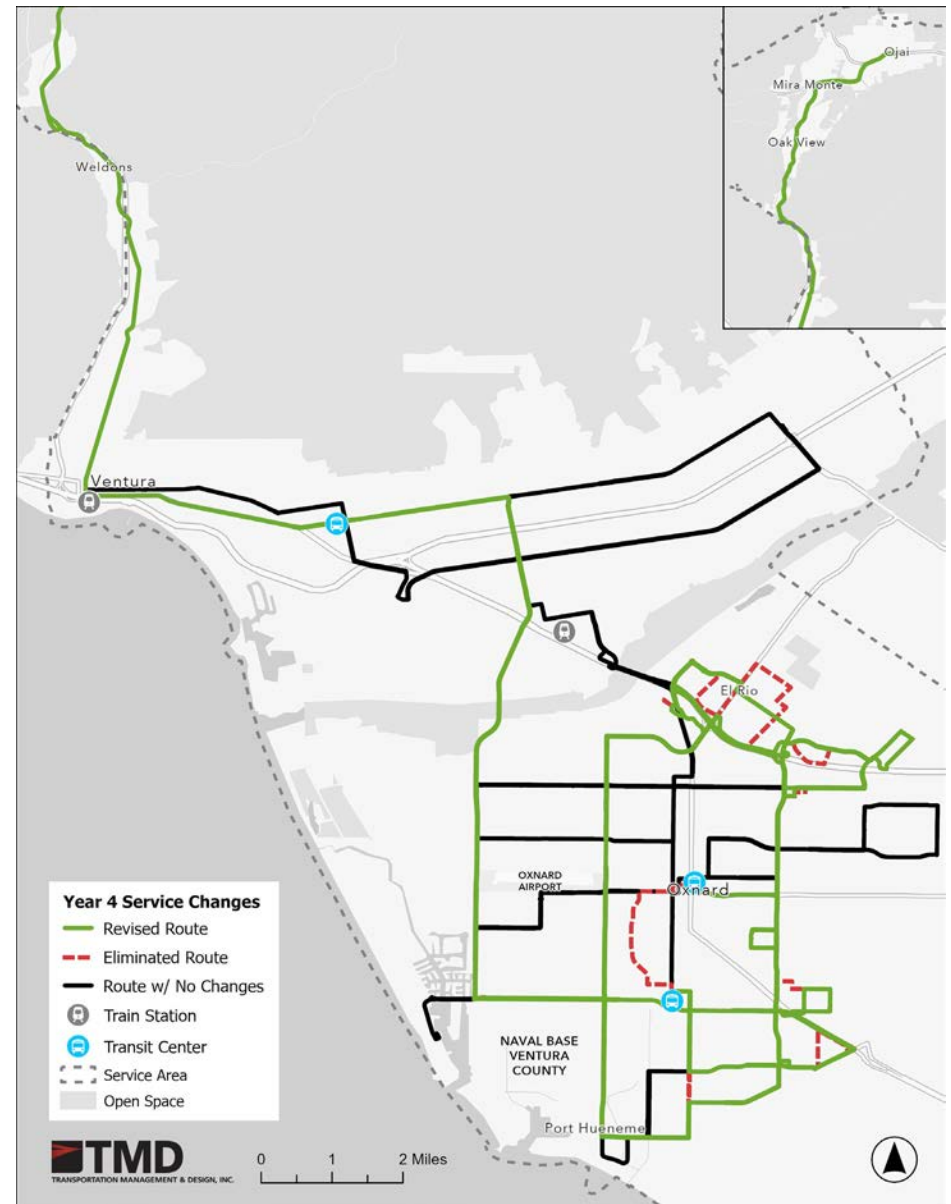 Ojai
Mira Monte
Oak View
Weldons
Ventura
El Rio
OXNARD
AIRPORT
Oxnard
NAVAL BASE
VENTURA
COUNTY
Port Hueneme
Year 4 Service Changes
Revised Route
Eliminated Route
Route w/ No Changes
Train Station
Transit Center
Service Area
Open Space
TMD
TRANSPORTATION MANAGEMENT & DESIGN, INC.
0 1 2 Miles